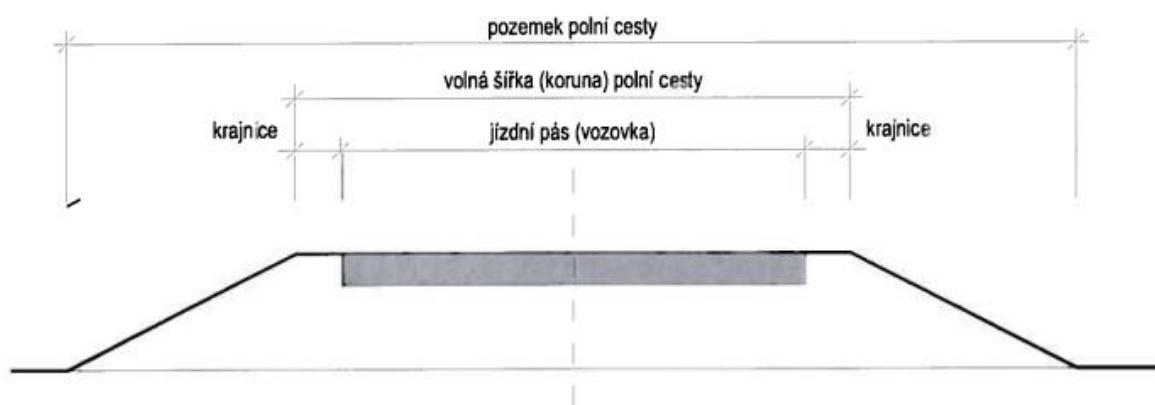 pozemek polní cesty
volná šířka (koruna) polní cesty
krajnice
jízdní pás (vozovka)
krajnice